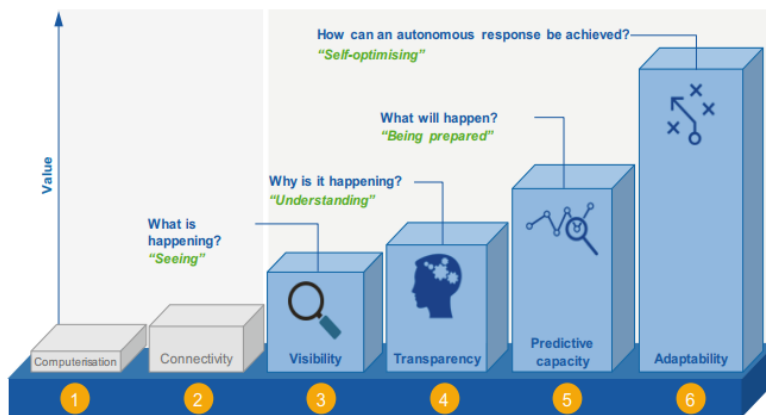 How can an autonomous response be achieved?
“Self-optimising”
What will happen?
“Being prepared”
Why is it happening?
“Understanding”
What is
happening?
“Seeing”
Value
Computerisation
Connectivity
Visibility
Transparency
Predictive
capacity
Adaptability
1
2
3
4
5
6